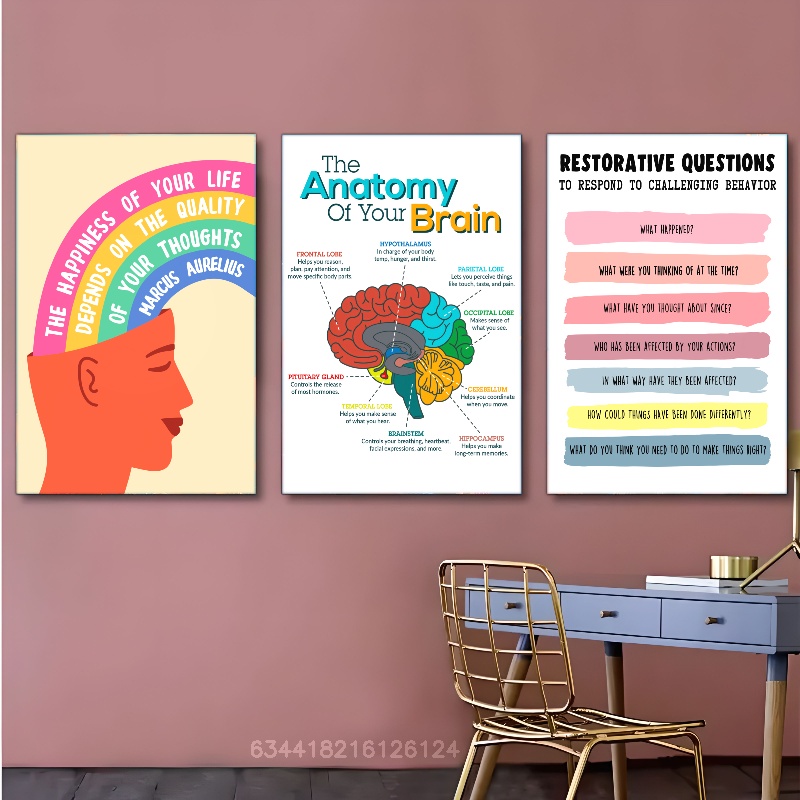 THE HAPPINESS OF YOUR LIFE
DEPENDS ON THE QUALITY
OF YOUR THOUGHTS
MARCUS AURELIUS
The
Anatomy
Of Your Brain
HYPOTHALAMUS
In charge of your body
temp, hunger, and thirst.
FRONTAL LOBE
Helps you reason,
plan, pay attention, and
move specific body parts.
PARIETAL LOBE
Lets you perceive things
like touch, taste, and pain.
OCCIPITAL LOBE
Makes sense of
what you see.
PITUITARY GLAND
Controls the release
of most hormones.
CEREBELLUM
Helps you coordinate
when you move.
TEMPORAL LOBE
Helps you make sense
of what you hear.
BRAINSTEM
Controls your breathing, heartbeat,
facial expressions, and more.
HIPPOCAMPUS
Helps you make
long-term memories.
RESTORATIVE QUESTIONS
TO RESPOND TO CHALLENGING BEHAVIOR
WHAT HAPPENED?
WHAT WERE YOU THINKING OF AT THE TIME?
WHAT HAVE YOU THOUGHT ABOUT SINCE?
WHO HAS BEEN AFFECTED BY YOUR ACTIONS?
IN WHAT WAY HAVE THEY BEEN AFFECTED?
HOW COULD THINGS HAVE BEEN DONE DIFFERENTLY?
WHAT DO YOU THINK YOU NEED TO DO TO MAKE THINGS RIGHT?
634418216126124